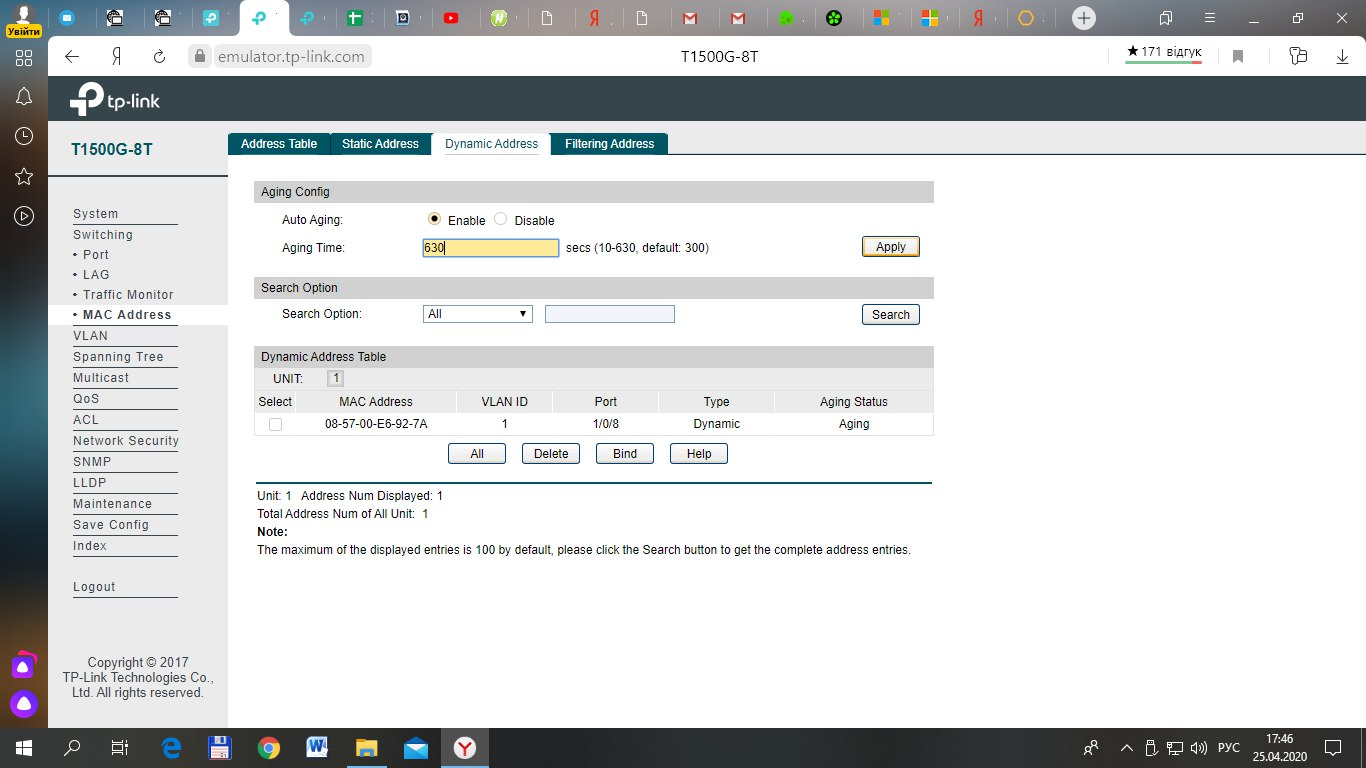 Увійти
emulator.tp-link.com
T1500G-8T
★171 відгук
tp-link
T1500G-8T
System
Switching
• Port
• LAG
• Traffic Monitor
• MAC Address
VLAN
Spanning Tree
Multicast
QoS
ACL
Network Security
SNMP
LLDP
Maintenance
Save Config
Index
Logout
Copyright © 2017
TP-Link Technologies Co.,
Ltd. All rights reserved.
Address Table Static Address Dynamic Address Filtering Address
Aging Config
Auto Aging: Enable Disable
Aging Time: 630 secs (10-630, default: 300) Apply
Search Option
Search Option: All Search
Dynamic Address Table
UNIT: 1
Select MAC Address VLAN ID Port Type Aging Status
08-57-00-E6-92-7A 1 1/0/8 Dynamic Aging
All Delete Bind Help
Unit: 1 Address Num Displayed: 1
Total Address Num of All Unit: 1
Note:
The maximum of the displayed entries is 100 by default, please click the Search button to get the complete address entries.
РУС
17:46
25.04.2020